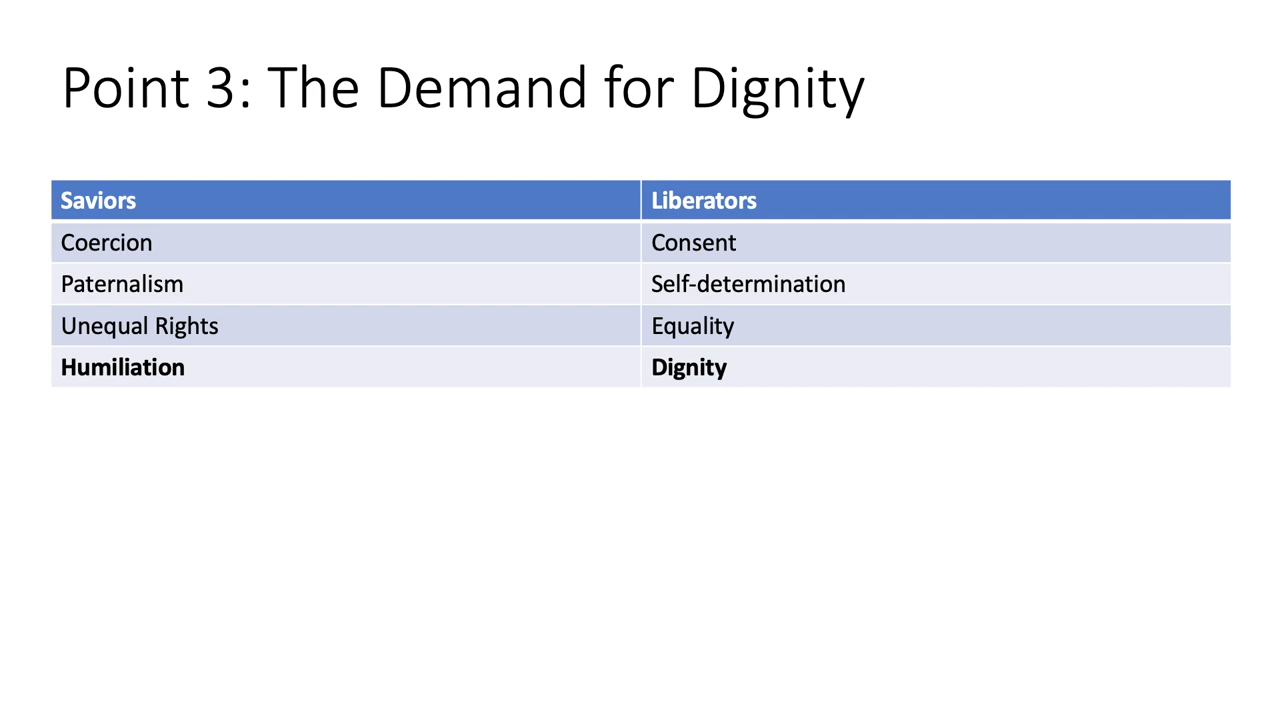 Point 3: The Demand for Dignity
Saviors Liberators
Coercion Consent
Paternalism Self-determination
Unequal Rights Equality
Humiliation Dignity